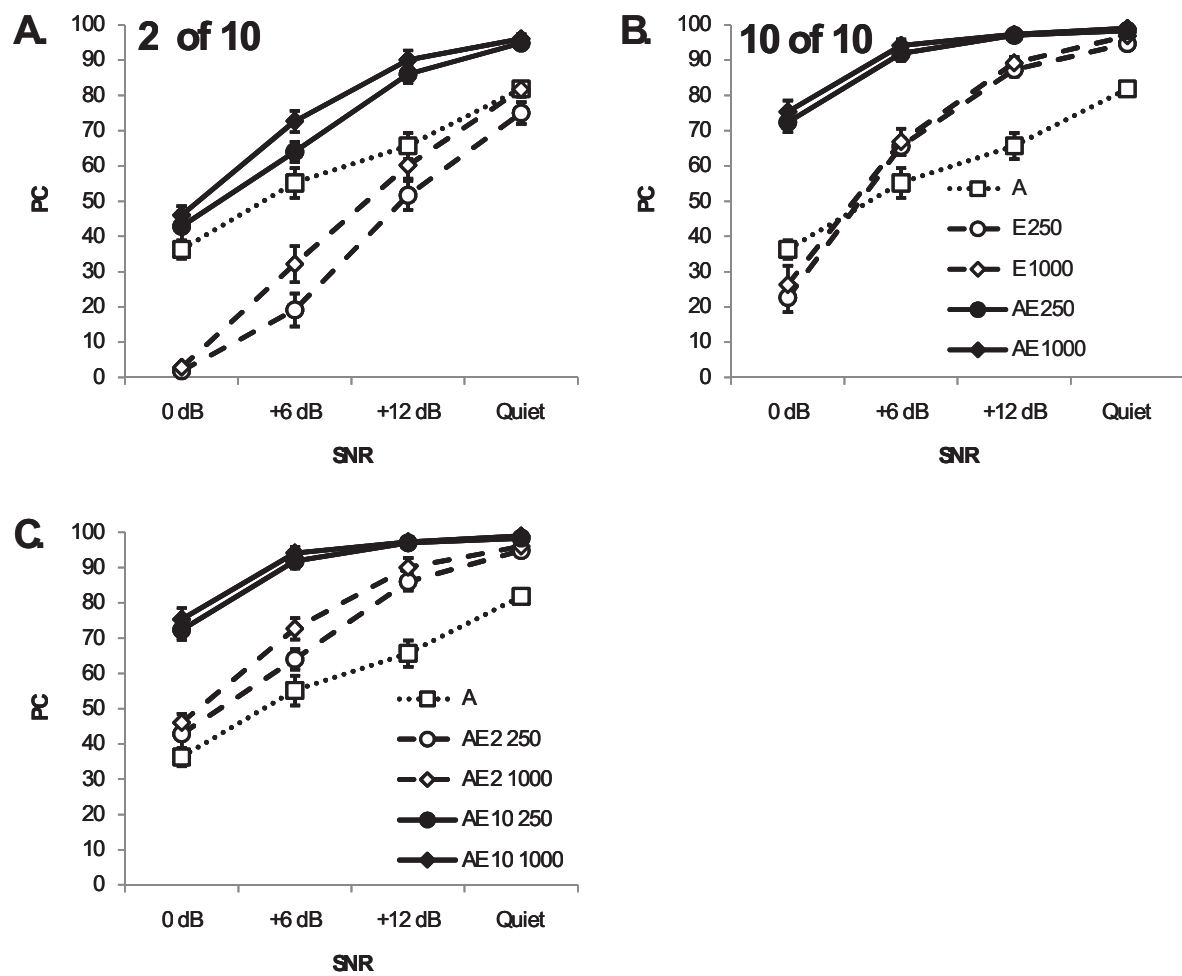 A.
2 of 10
100
90
80
70
60
50
40
30
20
10
0
PC
0 dB
+6 dB
+12 dB
Quiet
SNR
B.
10 of 10
100
90
80
70
60
50
40
30
20
10
0
PC
A
E250
E1000
AE250
AE1000
0 dB
+6 dB
+12 dB
Quiet
SNR
C.
100
90
80
70
60
50
40
30
20
10
0
PC
A
AE2 250
AE2 1000
AE10 250
AE10 1000
0 dB
+6 dB
+12 dB
Quiet
SNR